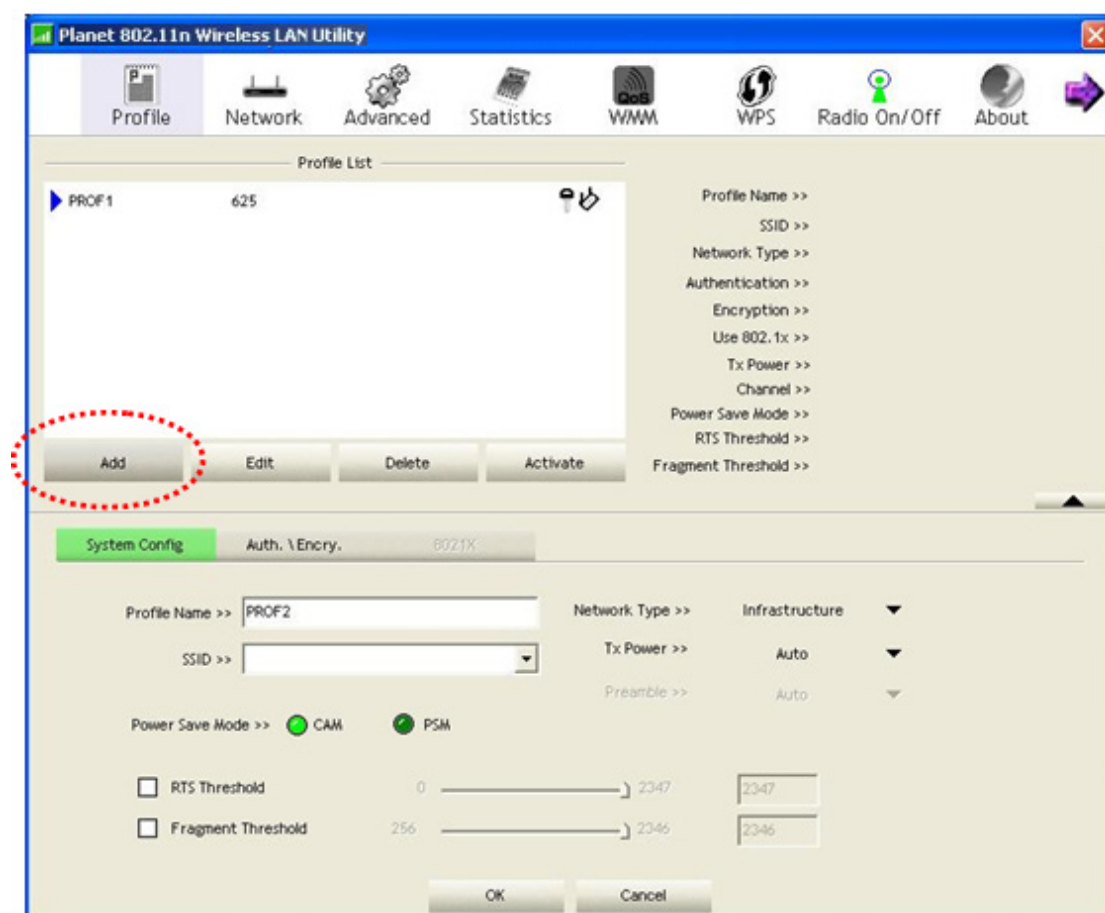 Planet 802.11n Wireless LAN Utility
Profile Network Advanced Statistics WMM WPS Radio On/Off About
P
QoS
Profile List
PROF1 625
Profile Name >>
SSID >>
Network Type >>
Authentication >>
Encryption >>
Use 802.1x >>
Tx Power >>
Channel >>
Power Save Mode >>
RTS Threshold >>
Fragment Threshold >>
Add Edit Delete Activate
System Config Auth. \ Encry. 8021X
Profile Name >> PROF2 Network Type >> Infrastructure
SSID >> Tx Power >> Auto
Preamble >> Auto
Power Save Mode >> CAM PSM
RTS Threshold 0 2347 2347
Fragment Threshold 256 2346 2346
OK Cancel